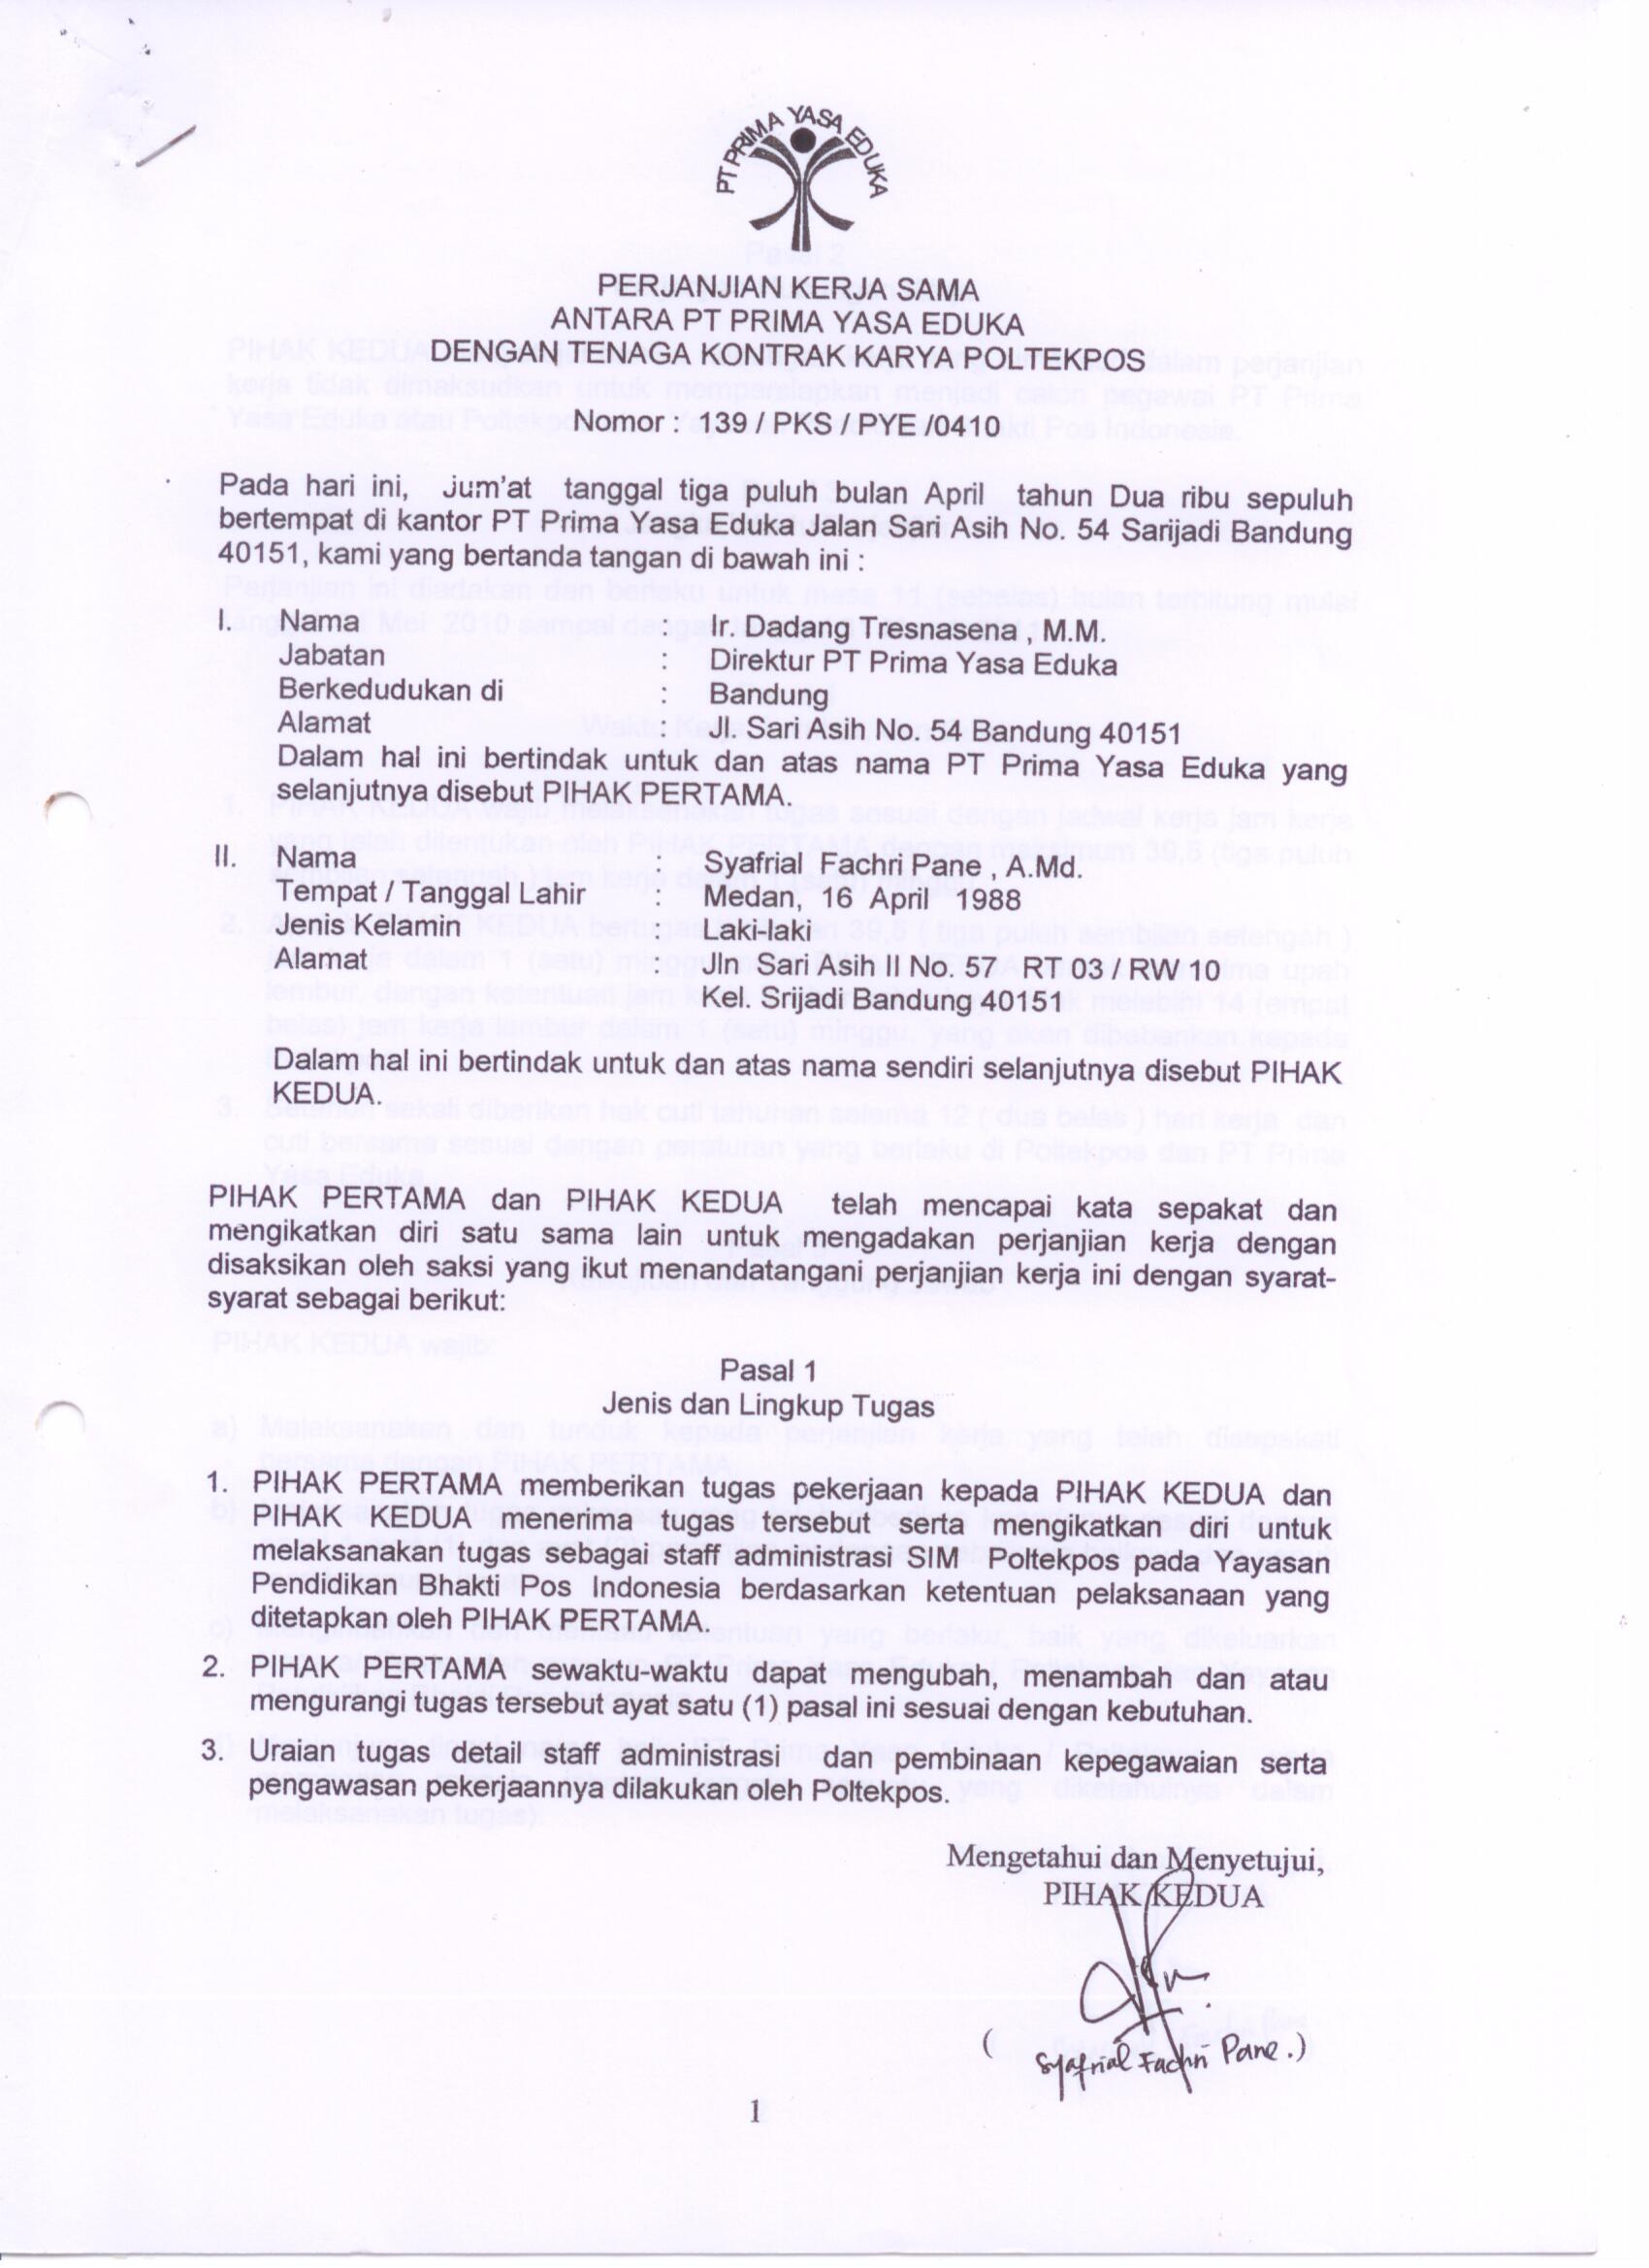 PT PRIMA YASA EDUKA
PERJANJIAN KERJA SAMA
ANTARA PT PRIMA YASA EDUKA
DENGAN TENAGA KONTRAK KARYA POLTEKPOS
Nomor : 139 / PKS / PYE /0410
Pada hari ini, Jum'at tanggal tiga puluh bulan April tahun Dua ribu sepuluh
bertempat di kantor PT Prima Yasa Eduka Jalan Sari Asih No. 54 Sarijadi Bandung
40151, kami yang bertanda tangan di bawah ini :
I. Nama : Ir. Dadang Tresnasena , M.M.
Jabatan : Direktur PT Prima Yasa Eduka
Berkedudukan di : Bandung
Alamat : Jl. Sari Asih No. 54 Bandung 40151
Dalam hal ini bertindak untuk dan atas nama PT Prima Yasa Eduka yang
selanjutnya disebut PIHAK PERTAMA.
II. Nama : Syafrial Fachri Pane , A.Md.
Tempat / Tanggal Lahir : Medan, 16 April 1988
Jenis Kelamin : Laki-laki
Alamat : Jln Sari Asih II No. 57 RT 05 / RW 10
Kel. Srijadi Bandung 40151
Dalam hal ini bertindak untuk dan atas nama sendiri selanjutnya disebut PIHAK
KEDUA.
PIHAK PERTAMA dan PIHAK KEDUA telah mencapai kata sepakat dan
mengikatkan diri satu sama lain untuk mengadakan perjanjian kerja dengan
disaksikan oleh saksi yang ikut menandatangani perjanjian kerja ini dengan syarat-
syarat sebagai berikut:
Pasal 1
Jenis dan Lingkup Tugas
1. PIHAK PERTAMA memberikan tugas pekerjaan kepada PIHAK KEDUA dan
PIHAK KEDUA menerima tugas tersebut serta mengikatkan diri untuk
melaksanakan tugas sebagai staff administrasi SIM Poltekpos pada Yayasan
Pendidikan Bhakti Pos Indonesia berdasarkan ketentuan pelaksanaan yang
ditetapkan oleh PIHAK PERTAMA.
2. PIHAK PERTAMA sewaktu-waktu dapat mengubah, menambah dan atau
mengurangi tugas tersebut ayat satu (1) pasal ini sesuai dengan kebutuhan.
3. Uraian tugas detail staff administrasi dan pembinaan kepegawaian serta
pengawasan pekerjaannya dilakukan oleh Poltekpos.
Mengetahui dan Menyetujui,
PIHAK KEDUA
( Syafrial Fachri Pane. )
1